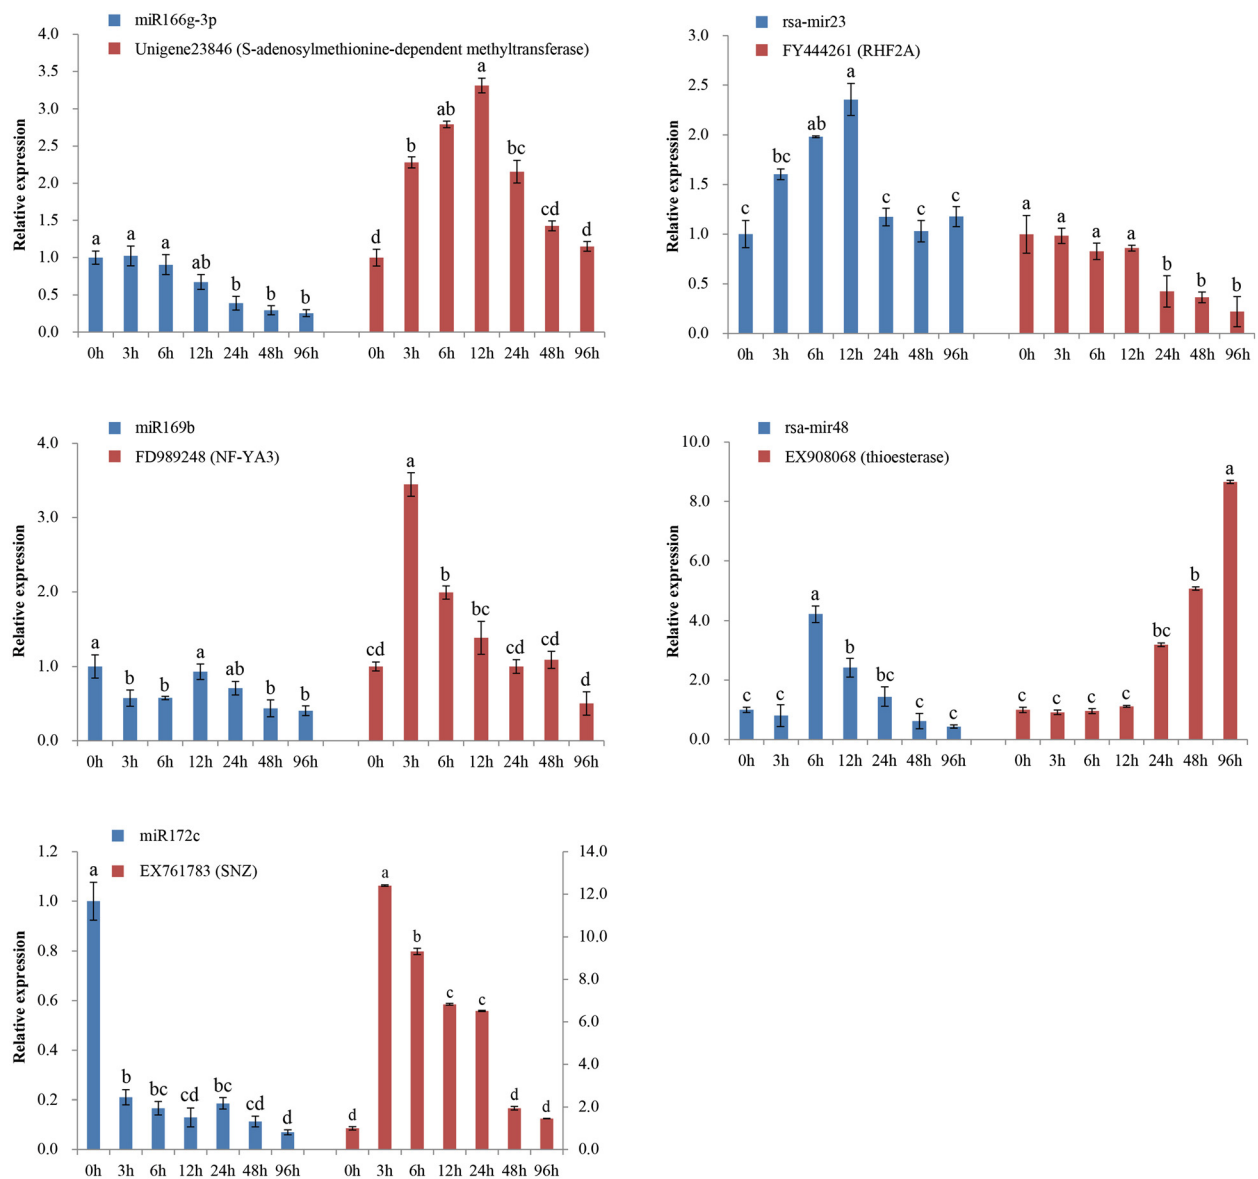 miR166g-3p
Unigene23846 (S-adenosylmethionine-dependent methyltransferase)
Relative expression
4.0
3.5
3.0
2.5
2.0
1.5
1.0
0.5
0.0
a a a ab b b b
d b ab a bc cd d
0h 3h 6h 12h 24h 48h 96h 0h 3h 6h 12h 24h 48h 96h
rsa-mir23
FY444261 (RHF2A)
Relative expression
3.0
2.5
2.0
1.5
1.0
0.5
0.0
c bc ab a c c c
a a a a b b b
0h 3h 6h 12h 24h 48h 96h 0h 3h 6h 12h 24h 48h 96h
miR169b
FD989248 (NF-YA3)
Relative expression
4.0
3.0
2.0
1.0
0.0
a b b a ab b b
cd a b bc cd cd d
0h 3h 6h 12h 24h 48h 96h 0h 3h 6h 12h 24h 48h 96h
rsa-mir48
EX908068 (thioesterase)
Relative expression
10.0
8.0
6.0
4.0
2.0
0.0
c c a b bc c c
c c c c bc b a
0h 3h 6h 12h 24h 48h 96h 0h 3h 6h 12h 24h 48h 96h
miR172c
EX761783 (SNZ)
Relative expression
1.2
1.0
0.8
0.6
0.4
0.2
0.0
a b bc cd bc cd d
d a b c c d d
14.0
12.0
10.0
8.0
6.0
4.0
2.0
0.0
0h 3h 6h 12h 24h 48h 96h 0h 3h 6h 12h 24h 48h 96h